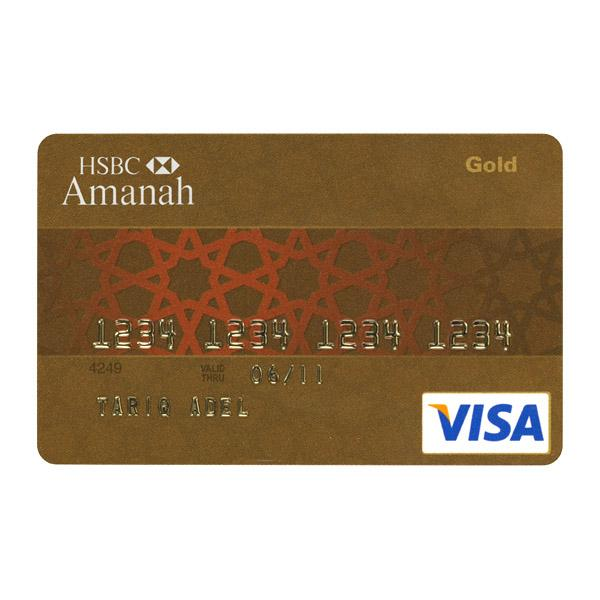 HSBC
Amanah
Gold
1234 1234 1234 1234
4249 VALID THRU 06/11
TARIQ ADEL
VISA